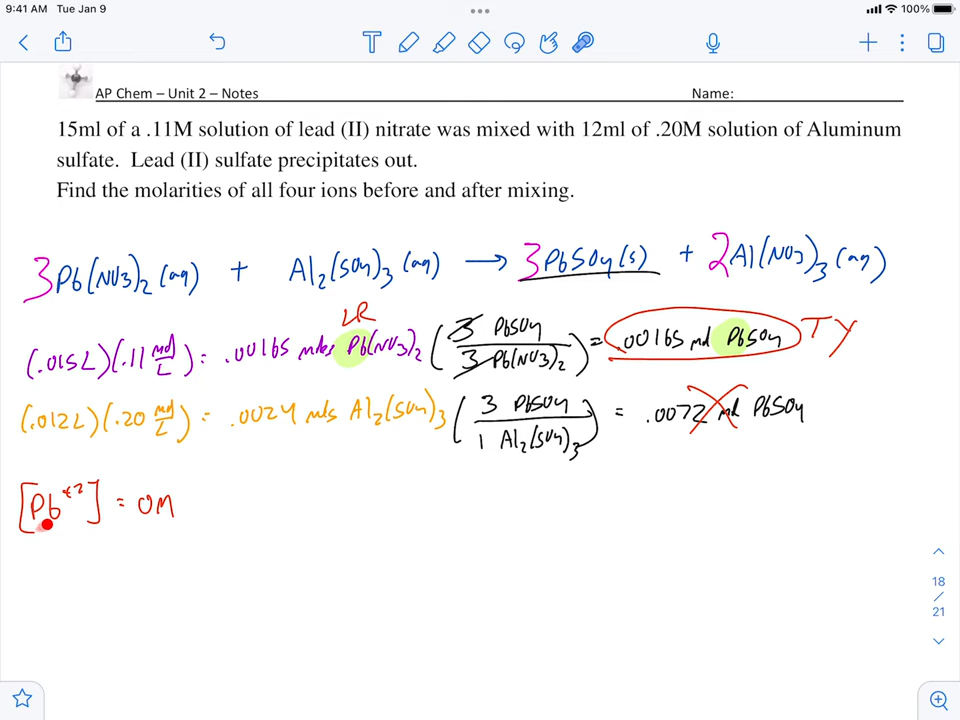 9:41 AM Tue Jan 9 100%
T
AP Chem – Unit 2 – Notes Name:
15ml of a .11M solution of lead (II) nitrate was mixed with 12ml of .20M solution of Aluminum
sulfate. Lead (II) sulfate precipitates out.
Find the molarities of all four ions before and after mixing.
3Pb(NO3)2 (aq) + Al2(SO4)3 (aq) → 3PbSO4(s) + 2Al(NO3)3 (aq)
LR
(.015L)(.11 mol/L) = .00165 moles Pb(NO3)2 (3 PbSO4 / 3 Pb(NO3)2) = .00165 mol PbSO4 TY
(.012L)(.20 mol/L) = .0024 mols Al2(SO4)3 (3 PbSO4 / 1 Al2(SO4)3) = .0072 mol PbSO4
[Pb+2] = 0M
18
/
21